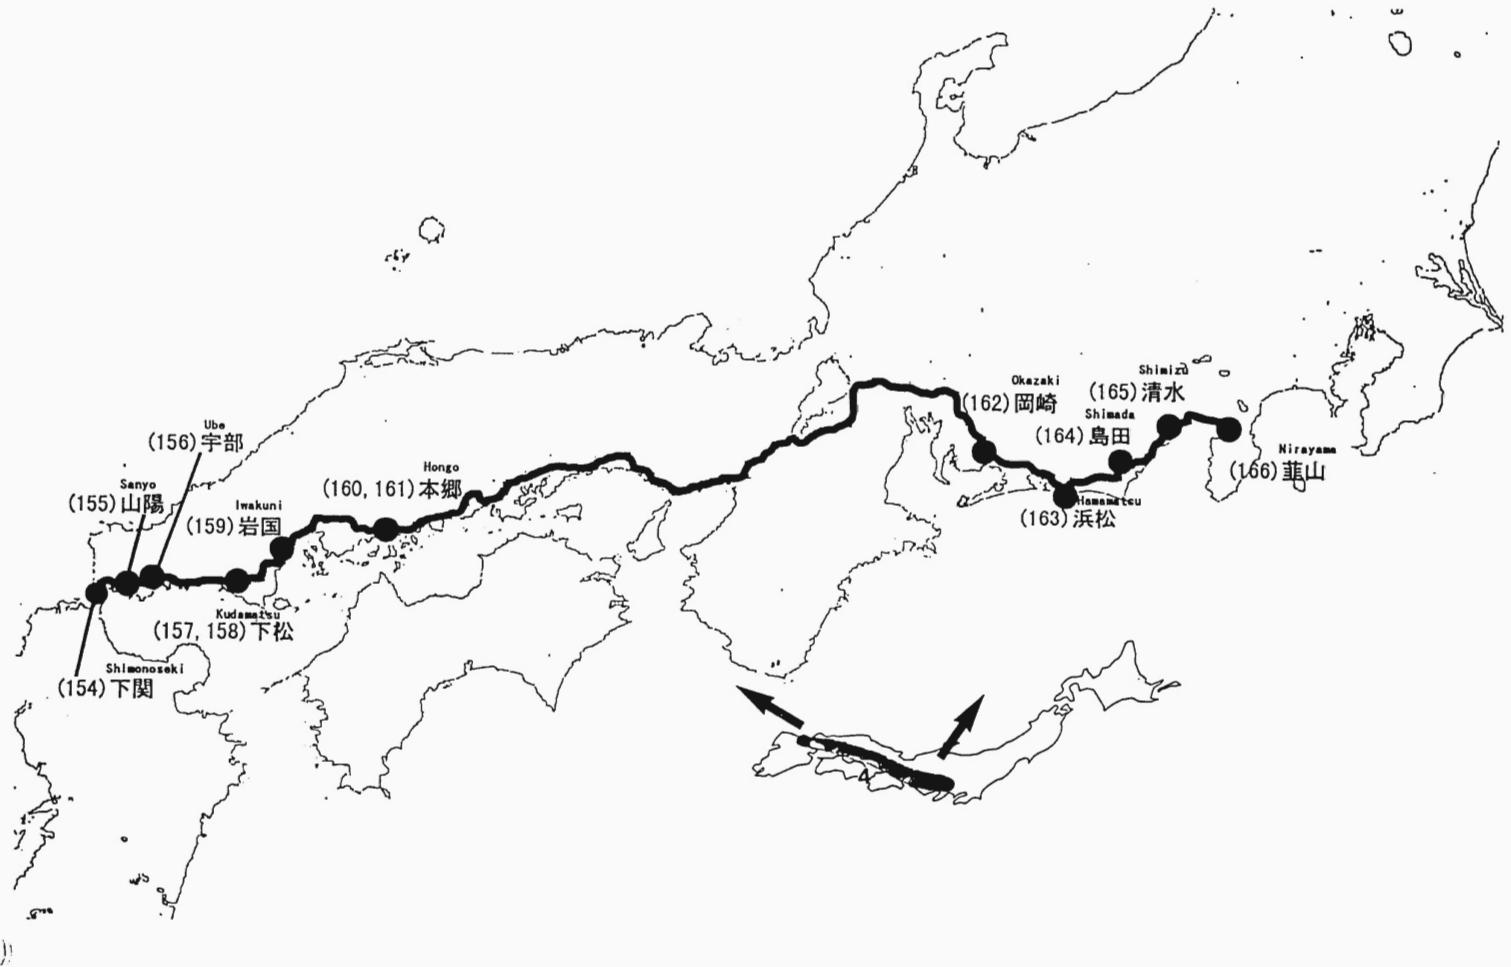 Shimizu
(165)清水
Okazaki
(162)岡崎
Shimada
(164)島田
Ube
(156)宇部
Nirayama
(166)韮山
Hongo
(160,161)本郷
Sanyo
(155)山陽
Iwakuni
(159)岩国
Hamamatsu
(163)浜松
Kudamatsu
(157,158)下松
Shimonoseki
(154)下関
4